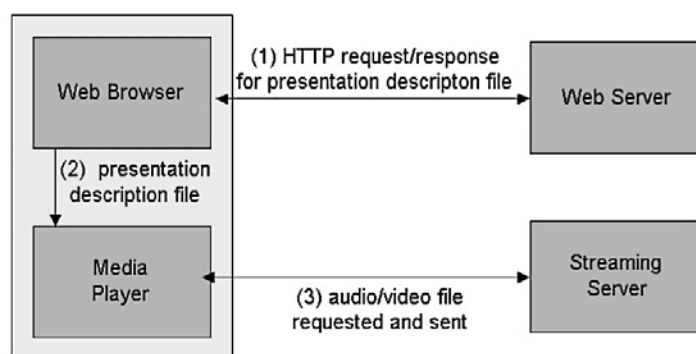 (1) HTTP request/response
for presentation descripton file
Web Browser
Web Server
(2) presentation
description file
Media
Player
Streaming
Server
(3) audio/video file
requested and sent